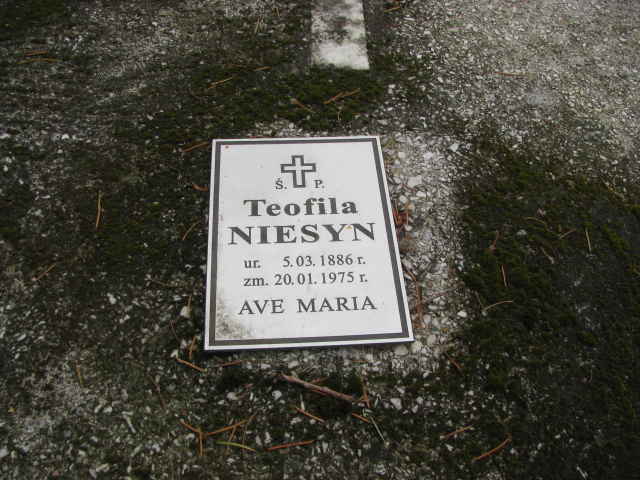 Ś. P.
Teofila
NIESYN
ur. 5.03.1886 r.
zm. 20.01.1975 r.
AVE MARIA